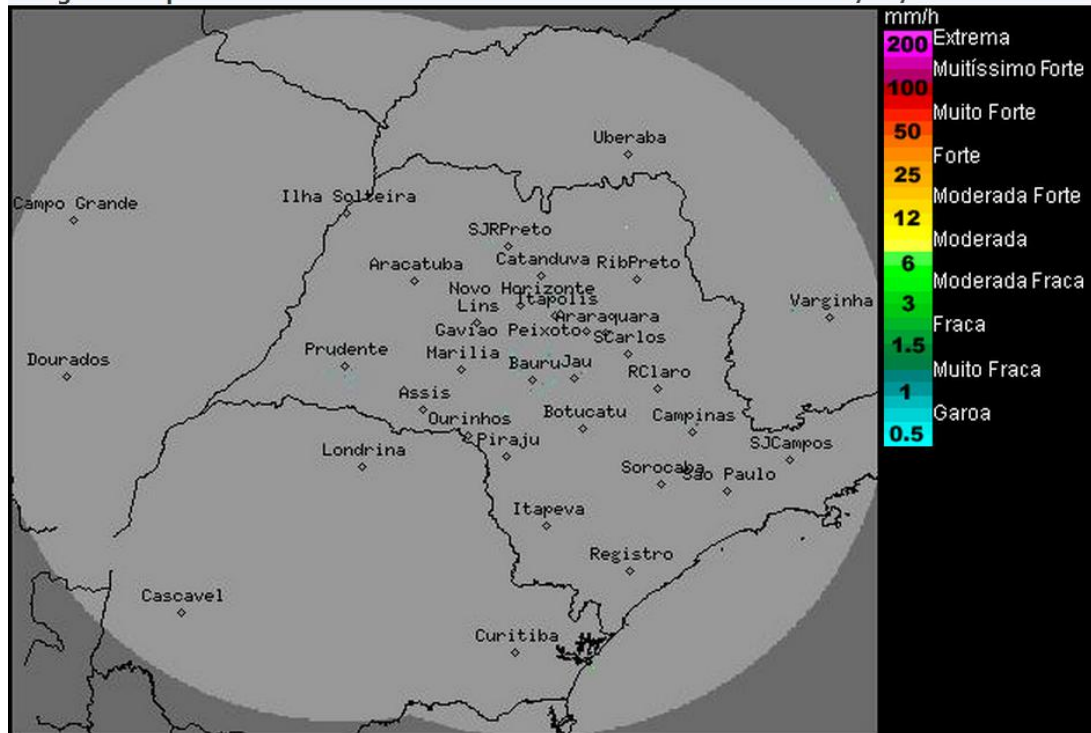 mm/h
200 Extrema
Muitíssimo Forte
100
Muito Forte
50
Forte
25
Moderada Forte
12
Moderada
6
Moderada Fraca
3
Fraca
1.5
Muito Fraca
1
Garoa
0.5
Uberaba
Campo Grande
Ilha Solteira
SJRPreto
Catanduva
RibPreto
Aracatuba
Novo Horizonte
Itapolis
Lins
Araraquara
Varginha
Gaviao Peixoto
SCarlos
Prudente
Marilia
Dourados
Bauru
Jau
RClaro
Assis
Ourinhos
Botucatu
Campinas
Piraju
Londrina
SJCampos
Sorocaba
Sao Paulo
Itapeva
Registro
Cascavel
Curitiba